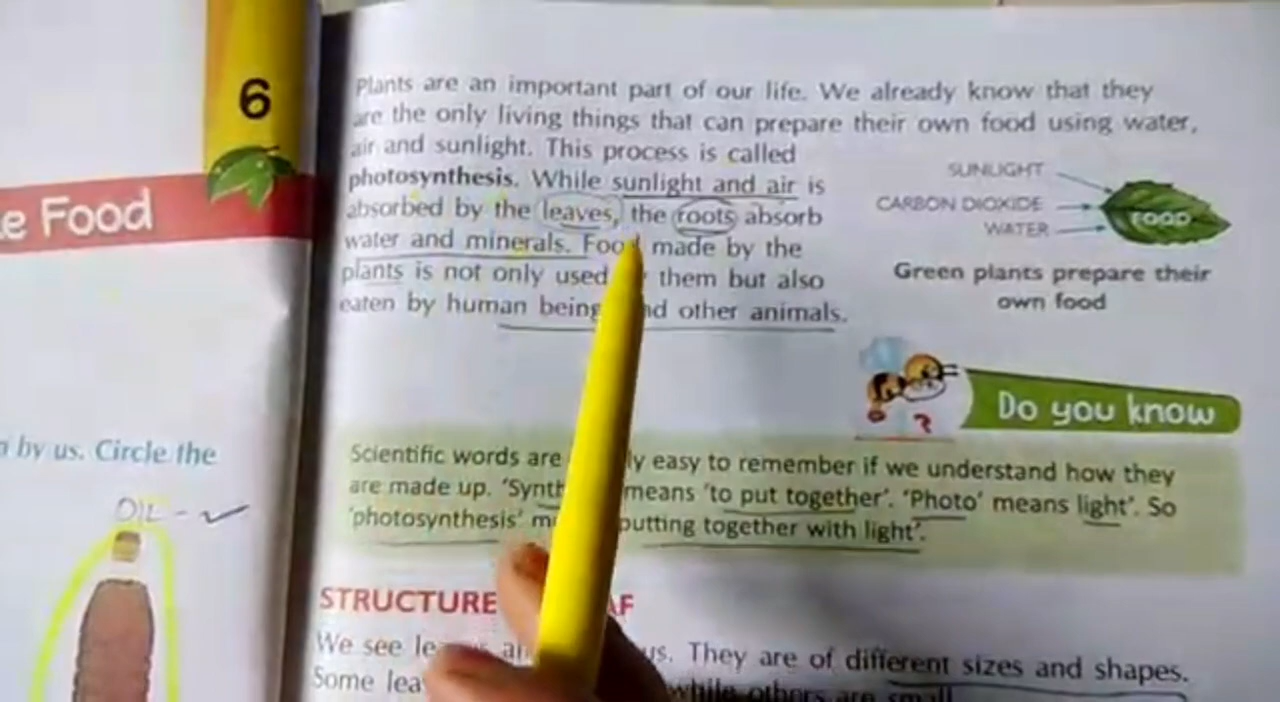 6
e Food
by us. Circle the
OIL - ✓
Plants are an important part of our life. We already know that they
are the only living things that can prepare their own food using water,
air and sunlight. This process is called
photosynthesis. While sunlight and air is
absorbed by the leaves, the roots absorb
water and minerals. Food made by the
plants is not only used them but also
eaten by human being nd other animals.
SUNLIGHT
CARBON DIOXIDE
WATER
FOOD
Green plants prepare their
own food
?
Do you know
Scientific words are ly easy to remember if we understand how they
are made up. 'Synth means 'to put together'. 'Photo' means light'. So
'photosynthesis' m putting together with light'.
STRUCTURE AF
We see le us. They are of different sizes and shapes.
Some lea while others are small